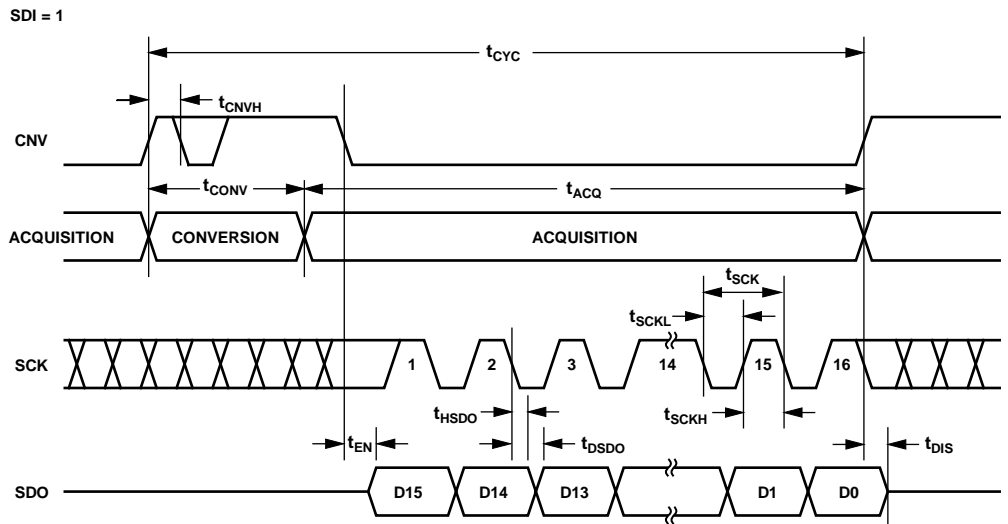 SDI = 1
tCYC
tCNVH
CNV
tCONV
tACQ
ACQUISITION CONVERSION ACQUISITION
tSCK
tSCKL
SCK 1 2 3 14 15 16
tHSDO
tSCKH
tEN
tDSDO
tDIS
SDO D15 D14 D13 D1 D0